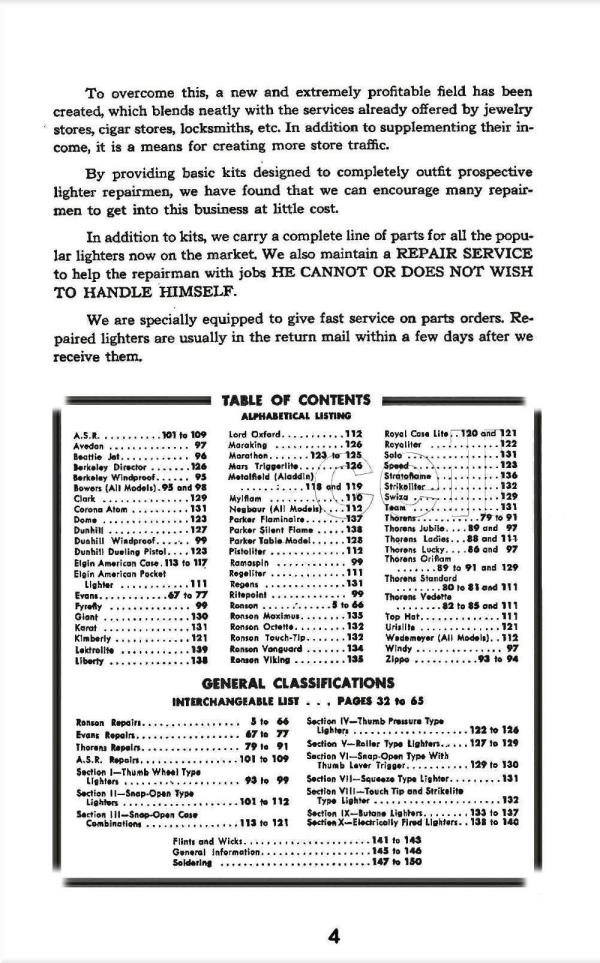 To overcome this, a new and extremely profitable field has been
created, which blends neatly with the services already offered by jewelry
stores, cigar stores, locksmiths, etc. In addition to supplementing their in-
come, it is a means for creating more store traffic.
By providing basic kits designed to completely outfit prospective
lighter repairmen, we have found that we can encourage many repair-
men to get into this business at little cost.
In addition to kits, we carry a complete line of parts for all the popu-
lar lighters now on the market. We also maintain a REPAIR SERVICE
to help the repairman with jobs HE CANNOT OR DOES NOT WISH
TO HANDLE HIMSELF.
We are specially equipped to give fast service on parts orders. Re-
paired lighters are usually in the return mail within a few days after we
receive them.
TABLE OF CONTENTS
ALPHABETICAL LISTING
A.S.R. ..........101 to 109
Avedon .............. 97
Beattie Jet............ 96
Berkeley Director .......126
Berkeley Windproof...... 95
Bowers (All Models). 95 and 98
Clark ................129
Corona Atom ..........131
Dome ................123
Dunhill ...............127
Dunhill Windproof....... 99
Dunhill Dueling Pistol....123
Elgin American Case. 113 to 117
Elgin American Pocket
Lighter .............111
Evans...........67 to 77
Fyrefly ............... 99
Giant ................130
Karat ................131
Kimberly ..............121
Lektrolite .............139
Liberty ...............138
Lord Oxford...........112
Maraking .............126
Marathon.......123 to 125
Mars Triggerlite........126
Metalfield (Aladdin)
...........118 and 119
Myflam ..............110
Negbaur (All Models)....112
Parker Flaminaire.......137
Parker Silent Flame .....138
Parker Table Model......128
Pistoliter ..............112
Ramospin ............. 99
Regeliter ..............111
Regens ...............131
Ritepoint .............. 99
Ronson ............5 to 66
Ronson Maximus........135
Ronson Octette.........132
Ronson Touch-Tip.......132
Ronson Vanguard .......134
Ronson Viking ..........135
Royal Case Lite..120 and 121
Royaliter .............122
Solo .................131
Speed ................123
Stratoflame ............136
Strikeliter .............132
Swiza ................129
Team ................131
Thorens..........79 to 91
Thorens Jubile....89 and 97
Thorens Ladies...88 and 111
Thorens Lucky....86 and 97
Thorens Oriflam
.......89 to 91 and 129
Thorens Standard
........80 to 81 and 111
Thorens Vedette
........82 to 85 and 111
Top Hat...............111
Urislite ...............121
Wademeyer (All Models)..112
Windy ................ 97
Zippo ...........93 to 94
GENERAL CLASSIFICATIONS
INTERCHANGEABLE LIST . . . PAGES 32 to 65
Ronson Repairs................. 5 to 66
Evans Repairs.................. 67 to 77
Thorens Repairs................. 79 to 91
A.S.R. Repairs.................101 to 109
Section I—Thumb Wheel Type
Lighters .................... 93 to 99
Section II—Snap-Open Type
Lighters ....................101 to 112
Section III—Snap-Open Case
Combinations ................113 to 121
Section IV—Thumb Pressure Type
Lighters ....................122 to 126
Section V—Roller Type Lighters.....127 to 129
Section VI—Snap-Open Type With
Thumb Lever Trigger...........129 to 130
Section VII—Squeeze Type Lighter.........131
Section VIII—Touch Tip and Strikelite
Type Lighter .......................132
Section IX—Butane Lighters........133 to 137
Section X—Electrically Fired Lighters..138 to 140
Flints and Wicks......................141 to 143
General Information...................145 to 146
Soldering ..........................147 to 150
4